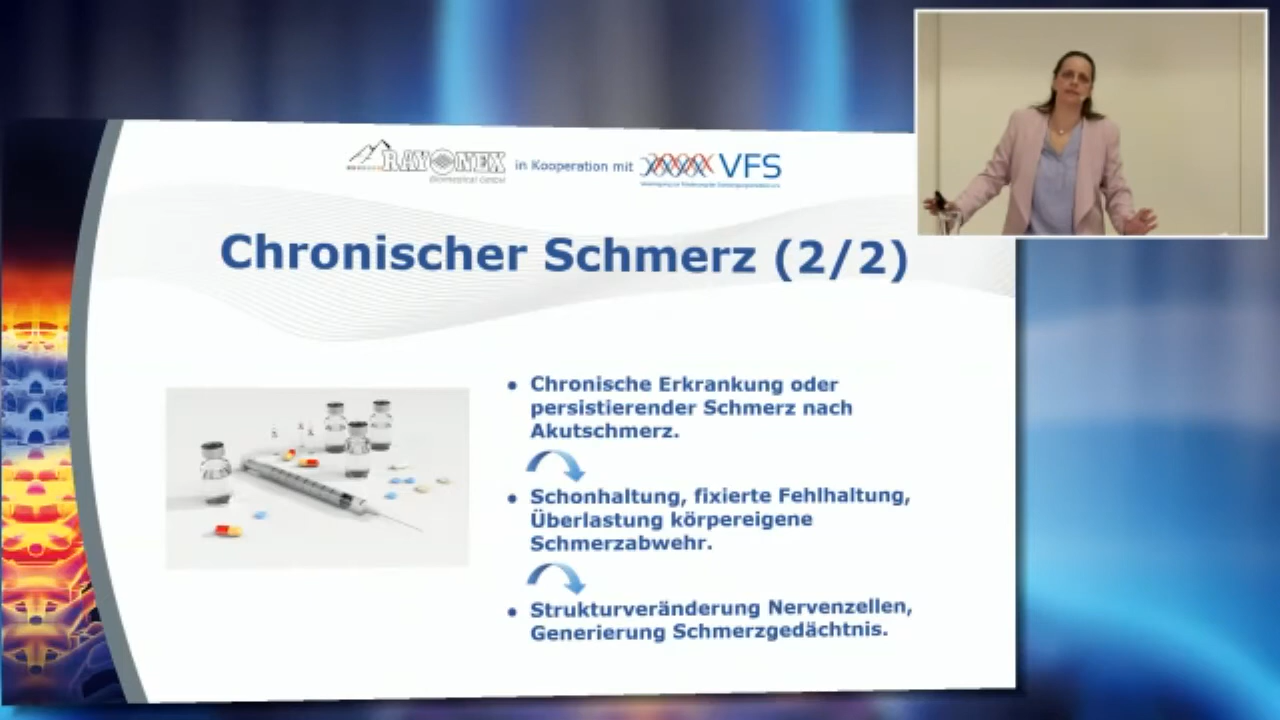 RAYONEX
Biomedical GmbH
in Kooperation mit
VFS
Chronischer Schmerz (2/2)
• Chronische Erkrankung oder
persistierender Schmerz nach
Akutschmerz.
• Schonhaltung, fixierte Fehlhaltung,
Überlastung körpereigene
Schmerzabwehr.
• Strukturveränderung Nervenzellen,
Generierung Schmerzgedächtnis.